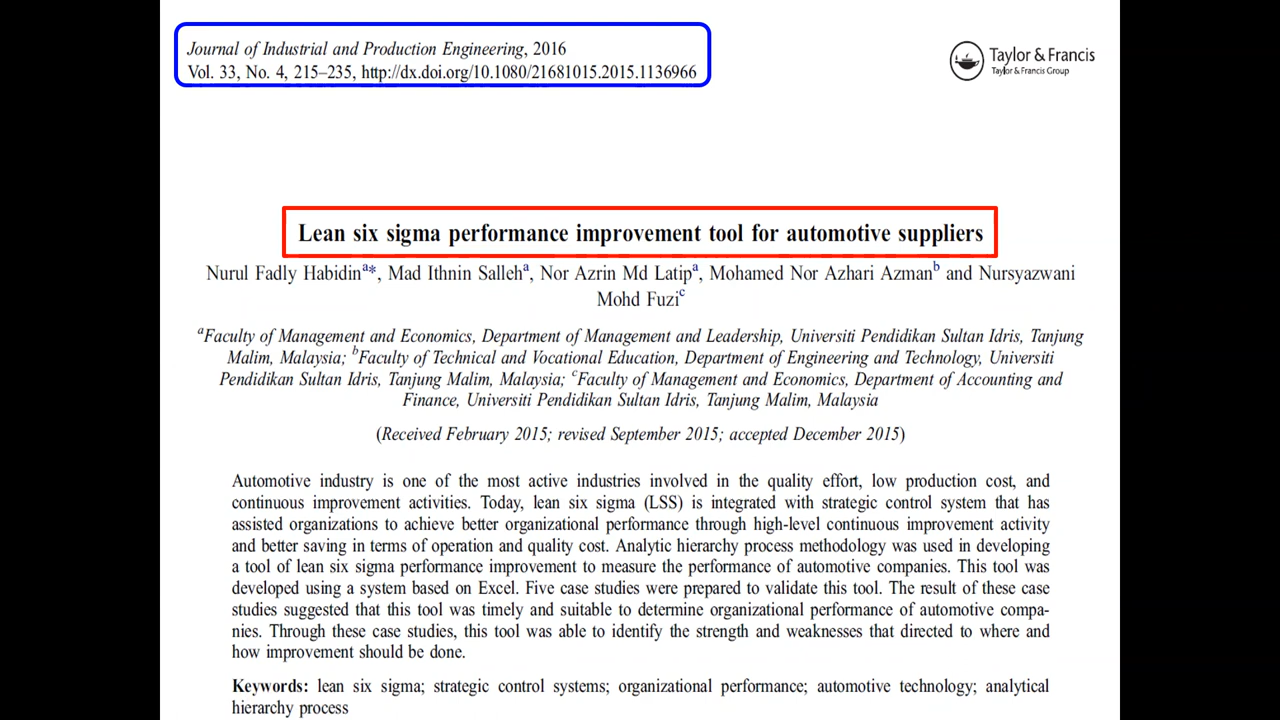 Journal of Industrial and Production Engineering, 2016
Vol. 33, No. 4, 215–235, http://dx.doi.org/10.1080/21681015.2015.1136966
Taylor & Francis
Taylor & Francis Group
Lean six sigma performance improvement tool for automotive suppliers
Nurul Fadly Habidinᵃ*, Mad Ithnin Sallehᵃ, Nor Azrin Md Latipᵃ, Mohamed Nor Azhari Azmanᵇ and Nursyazwani
Mohd Fuziᶜ
ᵃFaculty of Management and Economics, Department of Management and Leadership, Universiti Pendidikan Sultan Idris, Tanjung
Malim, Malaysia; ᵇFaculty of Technical and Vocational Education, Department of Engineering and Technology, Universiti
Pendidikan Sultan Idris, Tanjung Malim, Malaysia; ᶜFaculty of Management and Economics, Department of Accounting and
Finance, Universiti Pendidikan Sultan Idris, Tanjung Malim, Malaysia
(Received February 2015; revised September 2015; accepted December 2015)
Automotive industry is one of the most active industries involved in the quality effort, low production cost, and
continuous improvement activities. Today, lean six sigma (LSS) is integrated with strategic control system that has
assisted organizations to achieve better organizational performance through high-level continuous improvement activity
and better saving in terms of operation and quality cost. Analytic hierarchy process methodology was used in developing
a tool of lean six sigma performance improvement to measure the performance of automotive companies. This tool was
developed using a system based on Excel. Five case studies were prepared to validate this tool. The result of these case
studies suggested that this tool was timely and suitable to determine organizational performance of automotive compa-
nies. Through these case studies, this tool was able to identify the strength and weaknesses that directed to where and
how improvement should be done.
Keywords: lean six sigma; strategic control systems; organizational performance; automotive technology; analytical
hierarchy process